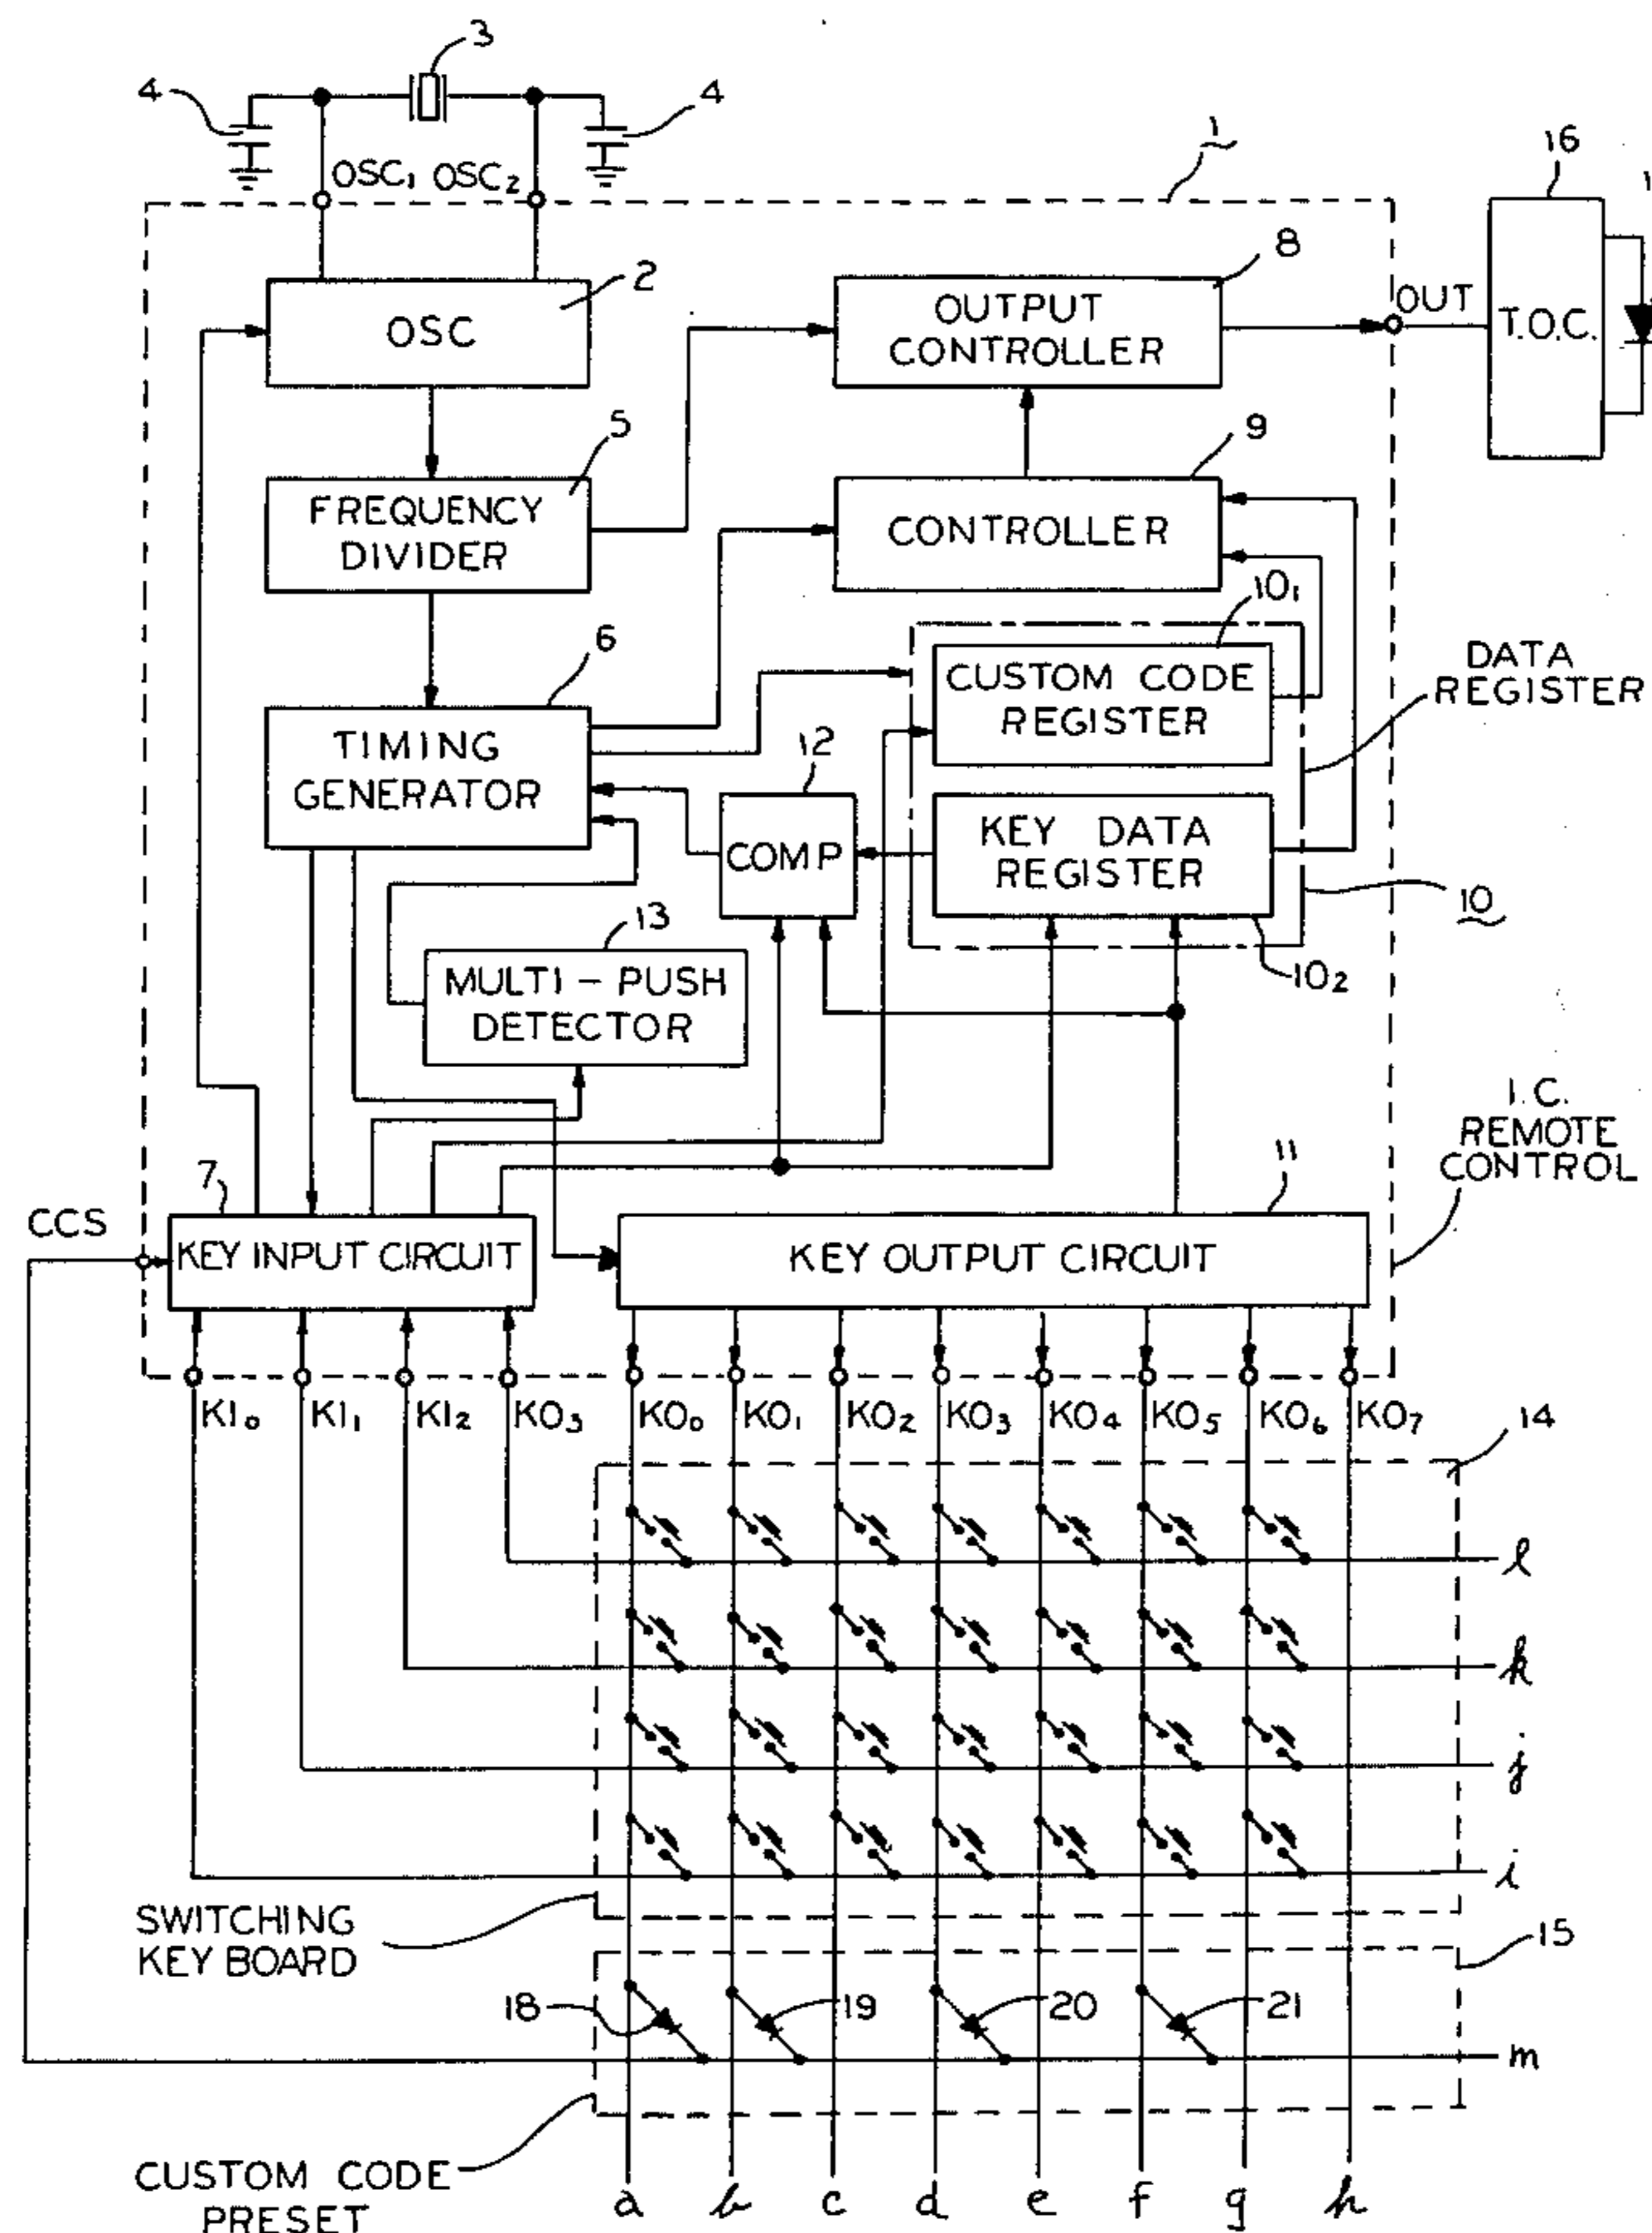 3
4
4
OSC₁ OSC₂
1
16
1
OSC
2
OUTPUT
CONTROLLER
8
OUT
T.O.C.
FREQUENCY
DIVIDER
5
CONTROLLER
9
10₁
TIMING
GENERATOR
6
CUSTOM CODE
REGISTER
DATA
REGISTER
12
COMP
KEY DATA
REGISTER
10
10₂
13
MULTI-PUSH
DETECTOR
I.C.
REMOTE
CONTROL
CCS
7
KEY INPUT CIRCUIT
11
KEY OUTPUT CIRCUIT
KI₀ KI₁ KI₂ KO₃ KO₀ KO₁ KO₂ KO₃ KO₄ KO₅ KO₆ KO₇
14
l
k
j
i
SWITCHING
KEY BOARD
15
18 19 20 21
m
CUSTOM CODE
PRESET
a b c d e f g h